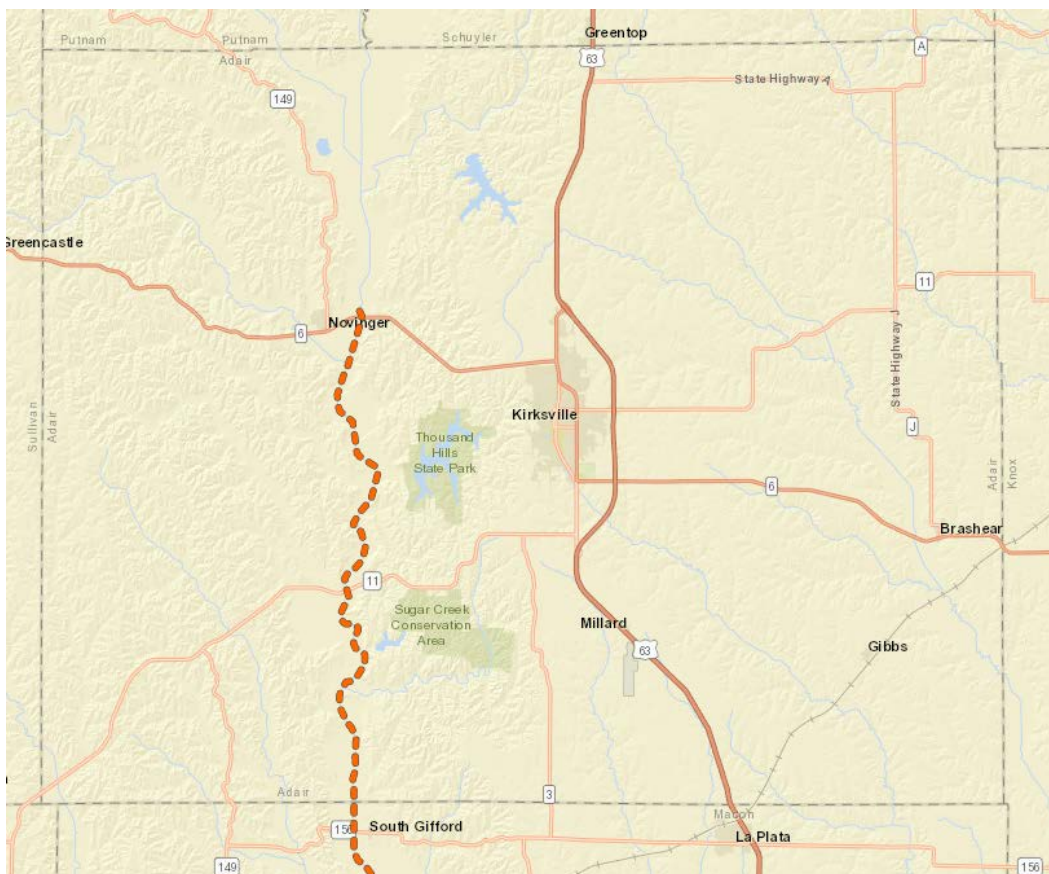 Greentop
Putnam
Putnam
Schuyler
Adair
63
A
State Highway A
149
Greencastle
11
Novinger
6
State Highway J
Kirksville
Sullivan
Adair
J
Thousand
Hills
State Park
6
Adair
Knox
Brashear
11
Sugar Creek
Conservation
Area
Millard
Gibbs
63
Adair
3
Macon
156
South Gifford
La Plata
149
156